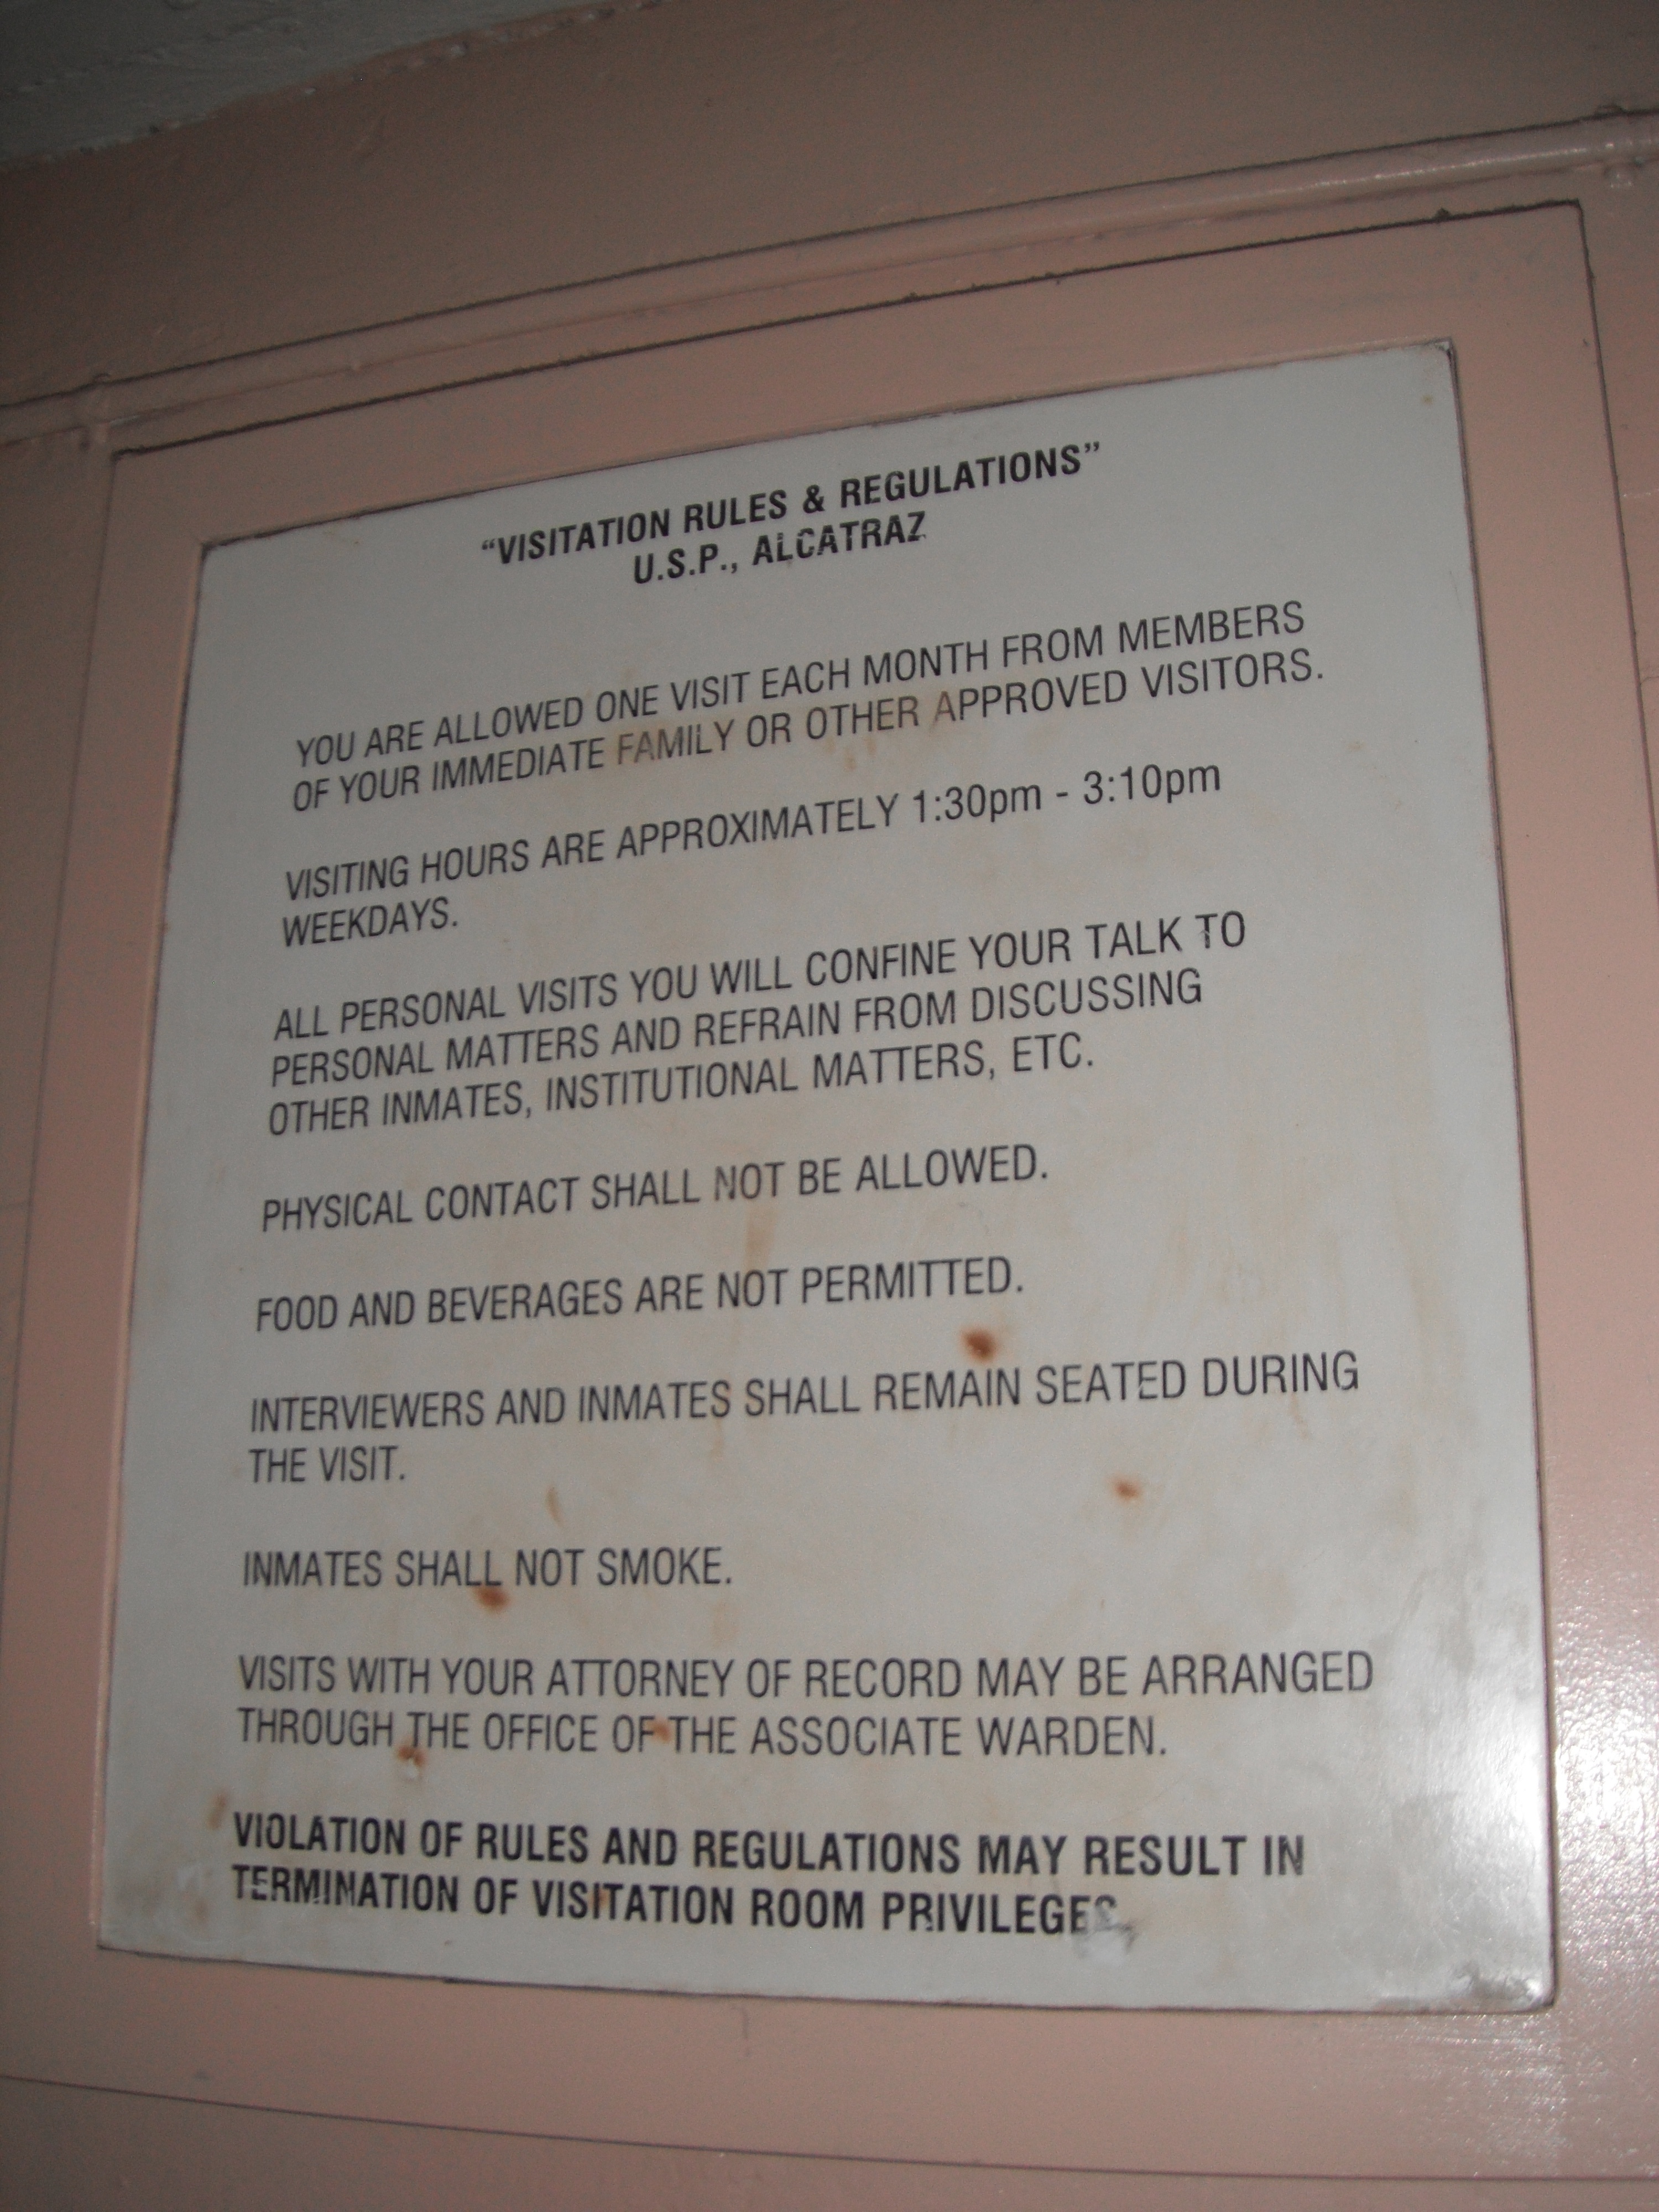 “VISITATION RULES & REGULATIONS”
U.S.P., ALCATRAZ
YOU ARE ALLOWED ONE VISIT EACH MONTH FROM MEMBERS
OF YOUR IMMEDIATE FAMILY OR OTHER APPROVED VISITORS.
VISITING HOURS ARE APPROXIMATELY 1:30pm - 3:10pm
WEEKDAYS.
ALL PERSONAL VISITS YOU WILL CONFINE YOUR TALK TO
PERSONAL MATTERS AND REFRAIN FROM DISCUSSING
OTHER INMATES, INSTITUTIONAL MATTERS, ETC.
PHYSICAL CONTACT SHALL NOT BE ALLOWED.
FOOD AND BEVERAGES ARE NOT PERMITTED.
INTERVIEWERS AND INMATES SHALL REMAIN SEATED DURING
THE VISIT.
INMATES SHALL NOT SMOKE.
VISITS WITH YOUR ATTORNEY OF RECORD MAY BE ARRANGED
THROUGH THE OFFICE OF THE ASSOCIATE WARDEN.
VIOLATION OF RULES AND REGULATIONS MAY RESULT IN
TERMINATION OF VISITATION ROOM PRIVILEGES